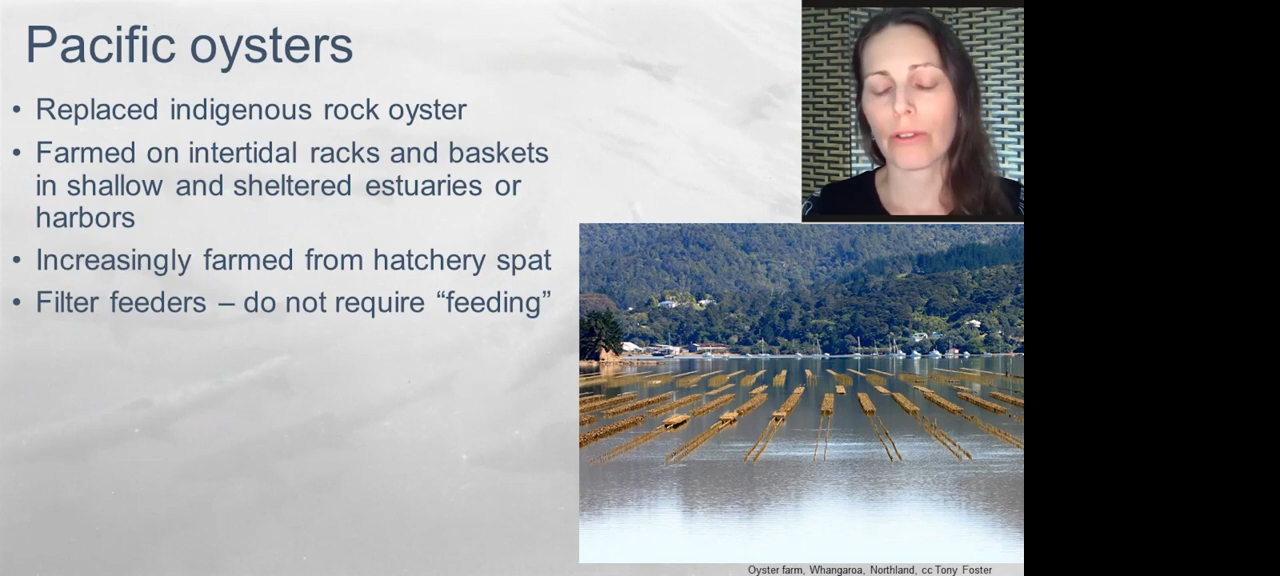 Pacific oysters
• Replaced indigenous rock oyster
• Farmed on intertidal racks and baskets
in shallow and sheltered estuaries or
harbors
• Increasingly farmed from hatchery spat
• Filter feeders – do not require “feeding”
Oyster farm, Whangaroa, Northland, cc Tony Foster